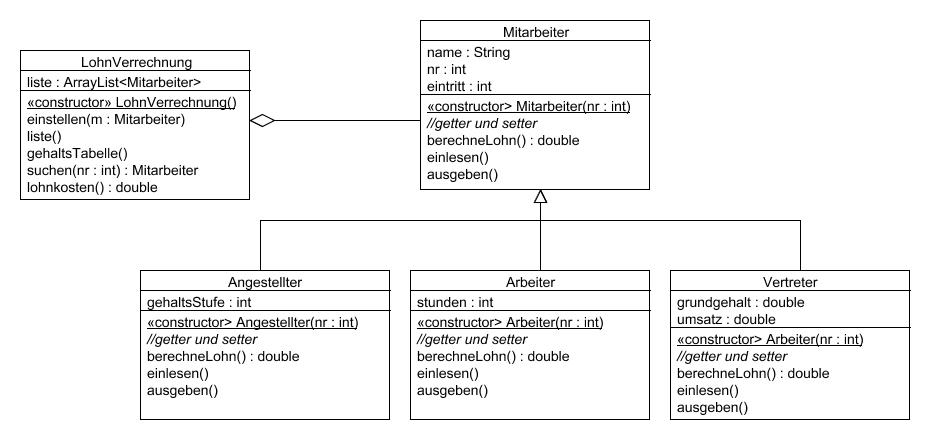 LohnVerrechnung
liste : ArrayList<Mitarbeiter>
«constructor» LohnVerrechnung()
einstellen(m : Mitarbeiter)
liste()
gehaltsTabelle()
suchen(nr : int) : Mitarbeiter
lohnkosten() : double
Mitarbeiter
name : String
nr : int
eintritt : int
«constructor> Mitarbeiter(nr : int)
//getter und setter
berechneLohn() : double
einlesen()
ausgeben()
Angestellter
gehaltsStufe : int
«constructor> Angestellter(nr : int)
//getter und setter
berechneLohn() : double
einlesen()
ausgeben()
Arbeiter
stunden : int
«constructor> Arbeiter(nr : int)
//getter und setter
berechneLohn() : double
einlesen()
ausgeben()
Vertreter
grundgehalt : double
umsatz : double
«constructor> Arbeiter(nr : int)
//getter und setter
berechneLohn() : double
einlesen()
ausgeben()